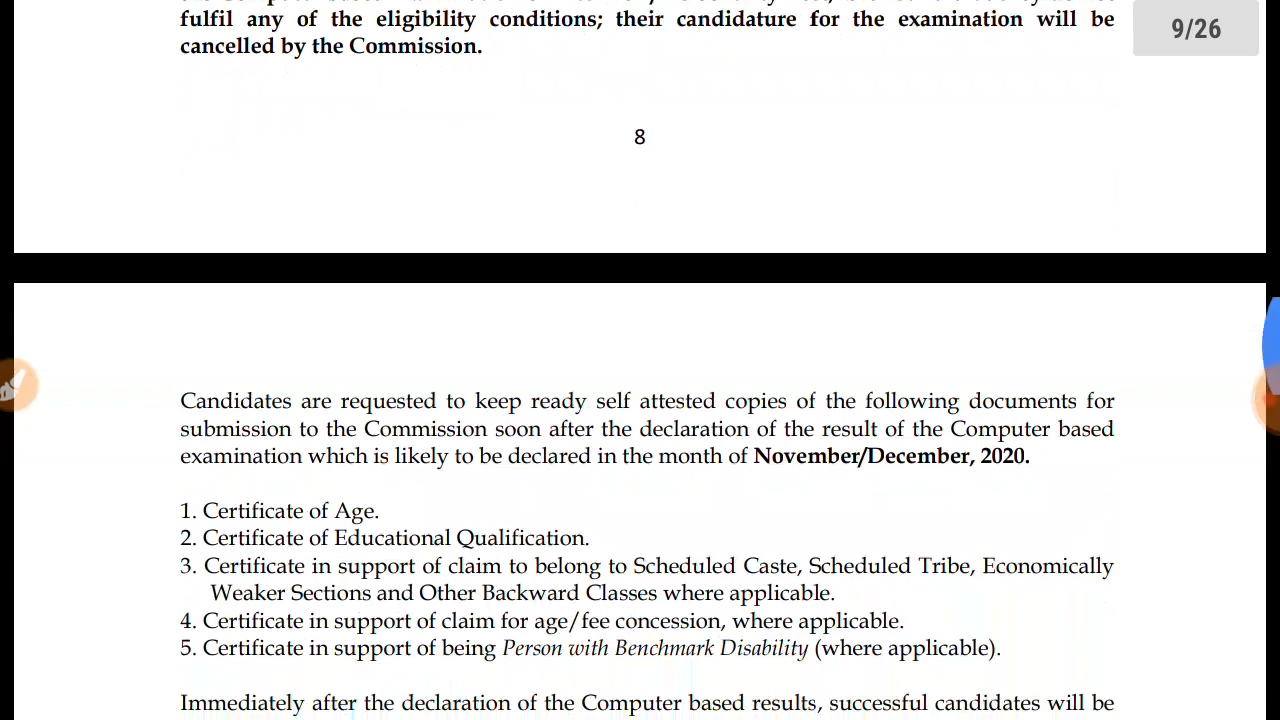 fulfil any of the eligibility conditions; their candidature for the examination will be
cancelled by the Commission.
9/26
8
Candidates are requested to keep ready self attested copies of the following documents for
submission to the Commission soon after the declaration of the result of the Computer based
examination which is likely to be declared in the month of November/December, 2020.
1. Certificate of Age.
2. Certificate of Educational Qualification.
3. Certificate in support of claim to belong to Scheduled Caste, Scheduled Tribe, Economically
Weaker Sections and Other Backward Classes where applicable.
4. Certificate in support of claim for age/fee concession, where applicable.
5. Certificate in support of being Person with Benchmark Disability (where applicable).
Immediately after the declaration of the Computer based results, successful candidates will be